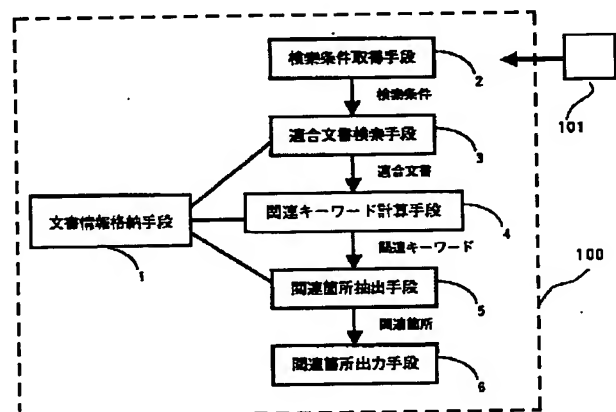 検索条件取得手段
2
検索条件
101
適合文書検索手段
3
適合文書
文書情報格納手段
1
関連キーワード計算手段
4
関連キーワード
100
関連箇所抽出手段
5
関連箇所
関連箇所出力手段
6